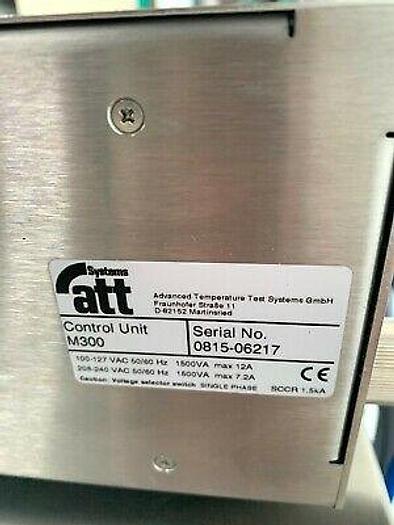 Systems
att
Advanced Temperature Test Systems GmbH
Fraunhofer Straße 11
D-82152 Martinsried
Control Unit
M300
Serial No.
0815-06217
100-127 VAC 50/60 Hz 1500VA max 12A
208-240 VAC 50/60 Hz 1500VA max 7.2A
CE
Caution: Voltage selector switch SINGLE PHASE SCCR 1.5kA